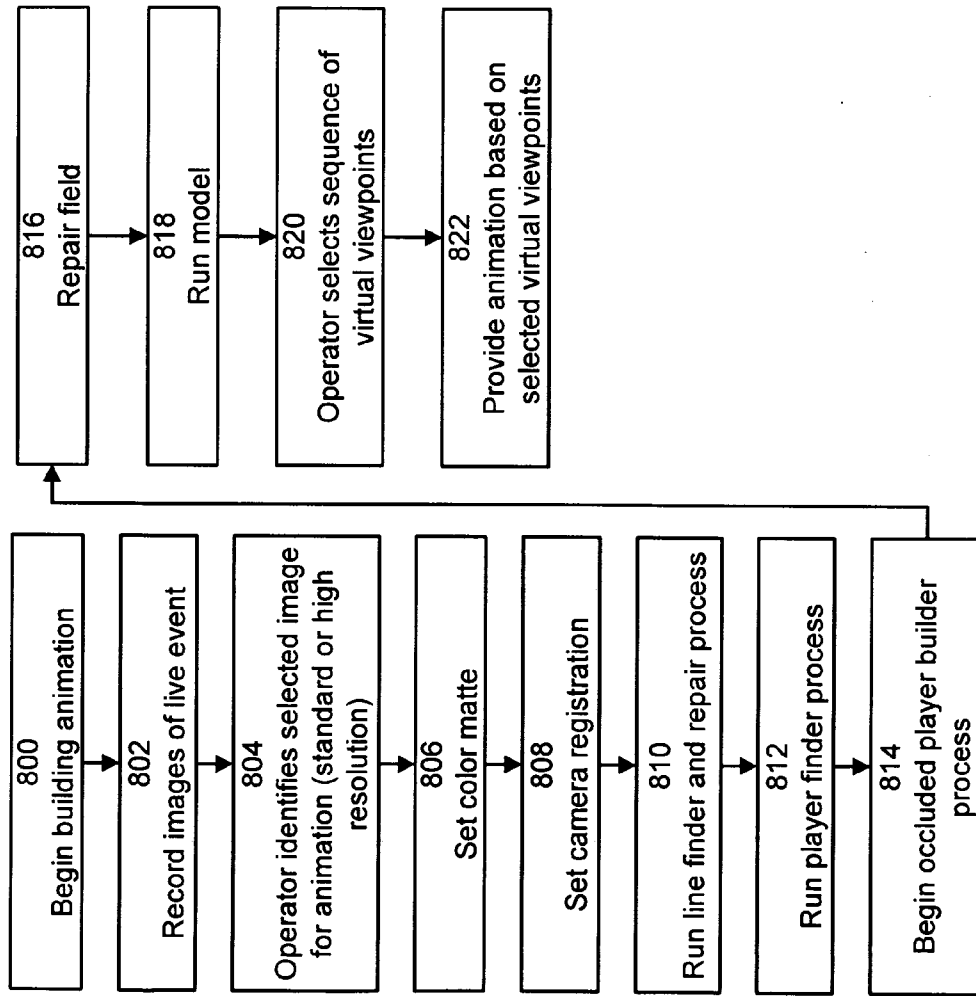 800
Begin building animation
802
Record images of live event
804
Operator identifies selected image
for animation (standard or high
resolution)
806
Set color matte
808
Set camera registration
810
Run line finder and repair process
812
Run player finder process
814
Begin occluded player builder
process
816
Repair field
818
Run model
820
Operator selects sequence of
virtual viewpoints
822
Provide animation based on
selected virtual viewpoints